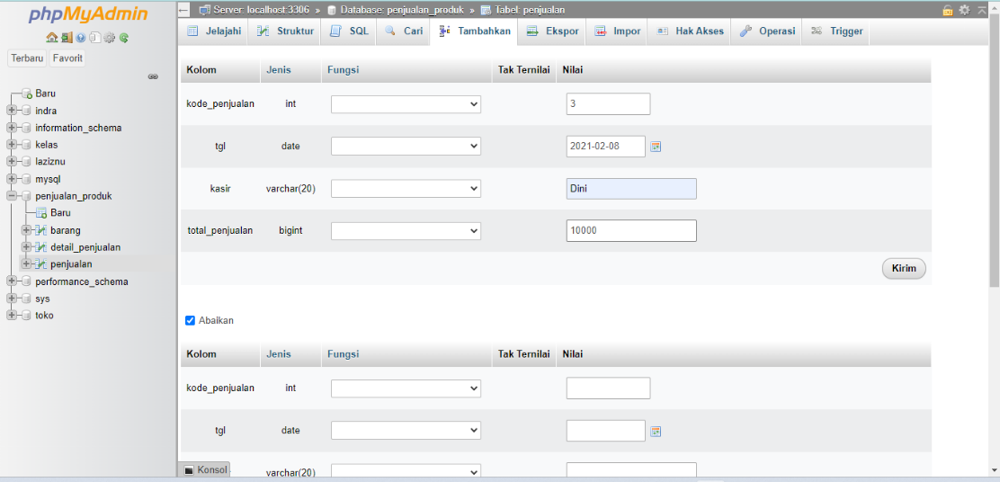 phpMyAdmin
Terbaru Favorit
Baru
indra
information_schema
kelas
laziznu
mysql
penjualan_produk
Baru
barang
detail_penjualan
penjualan
performance_schema
sys
toko
Server: localhost:3306 » Database: penjualan_produk » Tabel: penjualan
Jelajahi Struktur SQL Cari Tambahkan Ekspor Impor Hak Akses Operasi Trigger
Kolom Jenis Fungsi Tak Ternilai Nilai
kode_penjualan int 3
tgl date 2021-02-08
kasir varchar(20) Dini
total_penjualan bigint 10000
Kirim
Abaikan
Kolom Jenis Fungsi Tak Ternilai Nilai
kode_penjualan int
tgl date
varchar(20)
Konsol